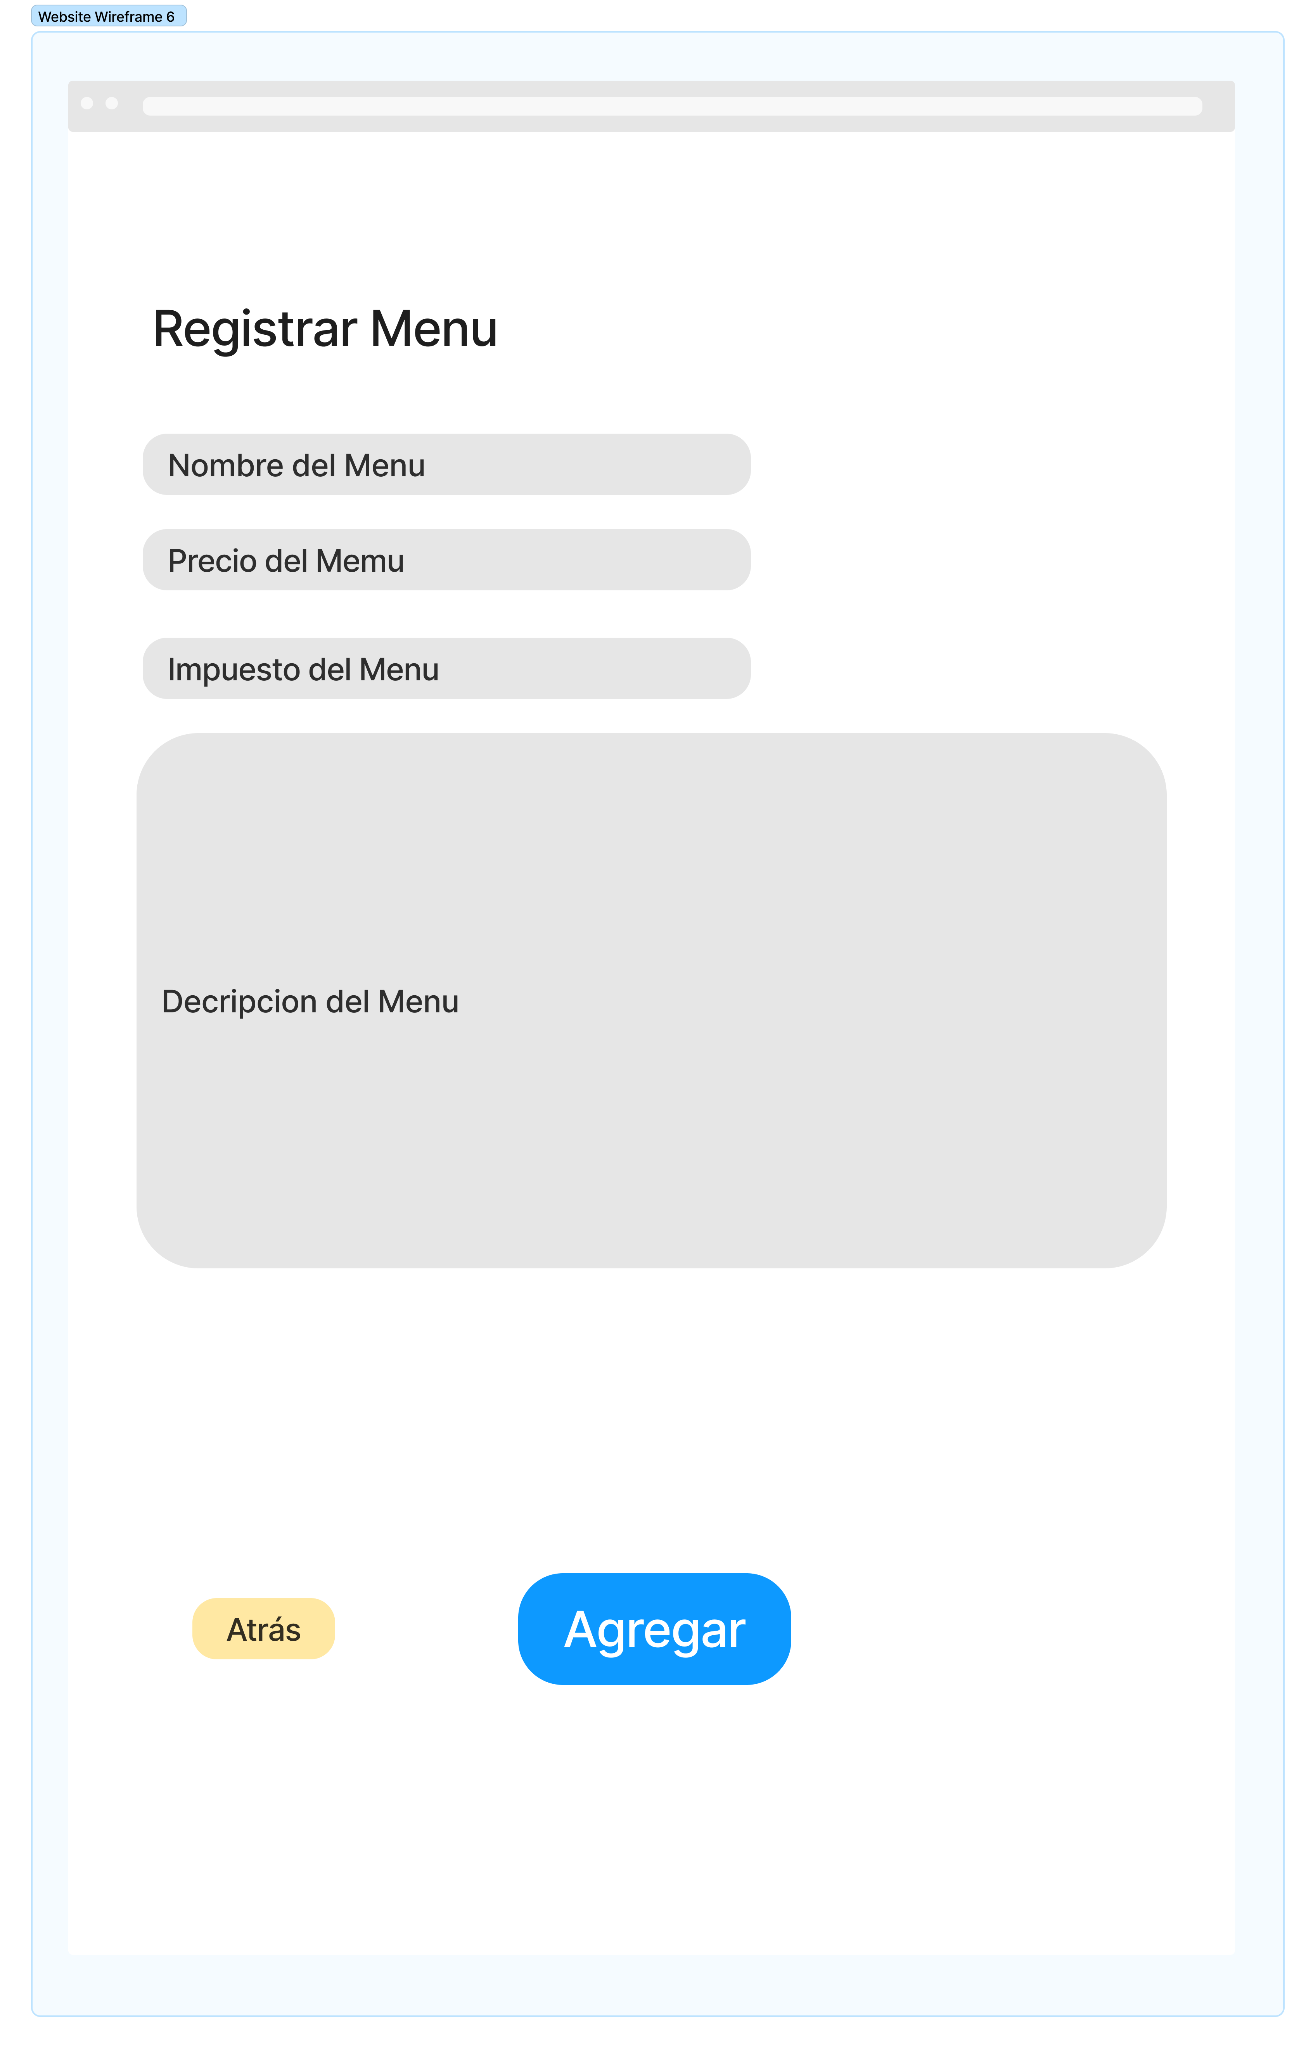 Website Wireframe 6
Registrar Menu
Nombre del Menu
Precio del Memu
Impuesto del Menu
Decripcion del Menu
Atrás
Agregar